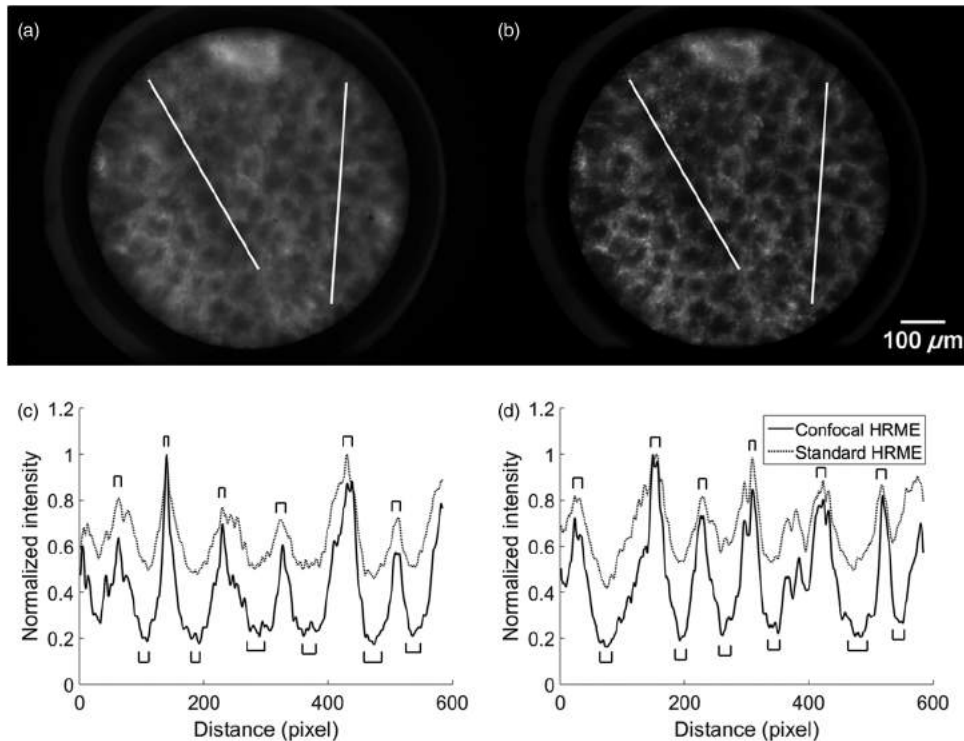 (a)
(b)
100 µm
(c)
(d)
1.2
1
0.8
0.6
0.4
0.2
0
Normalized intensity
0
200
400
600
Distance (pixel)
1.2
1
0.8
0.6
0.4
0.2
0
Normalized intensity
Confocal HRME
Standard HRME
0
200
400
600
Distance (pixel)